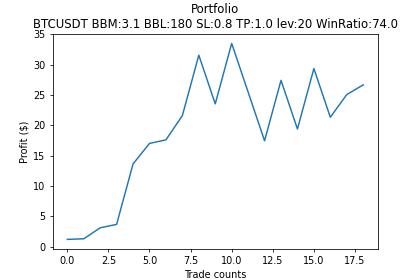 Portfolio
BTCUSDT BBM:3.1 BBL:180 SL:0.8 TP:1.0 lev:20 WinRatio:74.0
35
30
25
20
15
10
5
0
Profit ($)
0.0 2.5 5.0 7.5 10.0 12.5 15.0 17.5
Trade counts